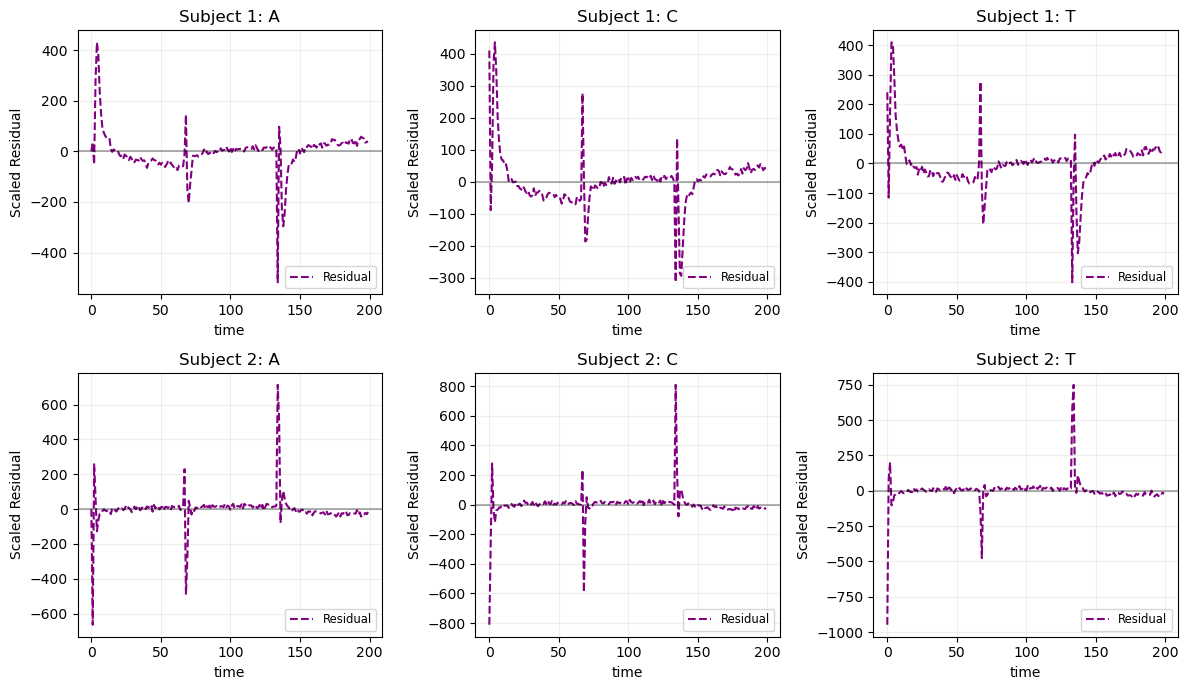 Subject 1: A
Scaled Residual
400
200
0
−200
−400
0 50 100 150 200
time
Residual
Subject 1: C
Scaled Residual
400
300
200
100
0
−100
−200
−300
0 50 100 150 200
time
Residual
Subject 1: T
Scaled Residual
400
300
200
100
0
−100
−200
−300
−400
0 50 100 150 200
time
Residual
Subject 2: A
Scaled Residual
600
400
200
0
−200
−400
−600
0 50 100 150 200
time
Residual
Subject 2: C
Scaled Residual
800
600
400
200
0
−200
−400
−600
−800
0 50 100 150 200
time
Residual
Subject 2: T
Scaled Residual
750
500
250
0
−250
−500
−750
−1000
0 50 100 150 200
time
Residual